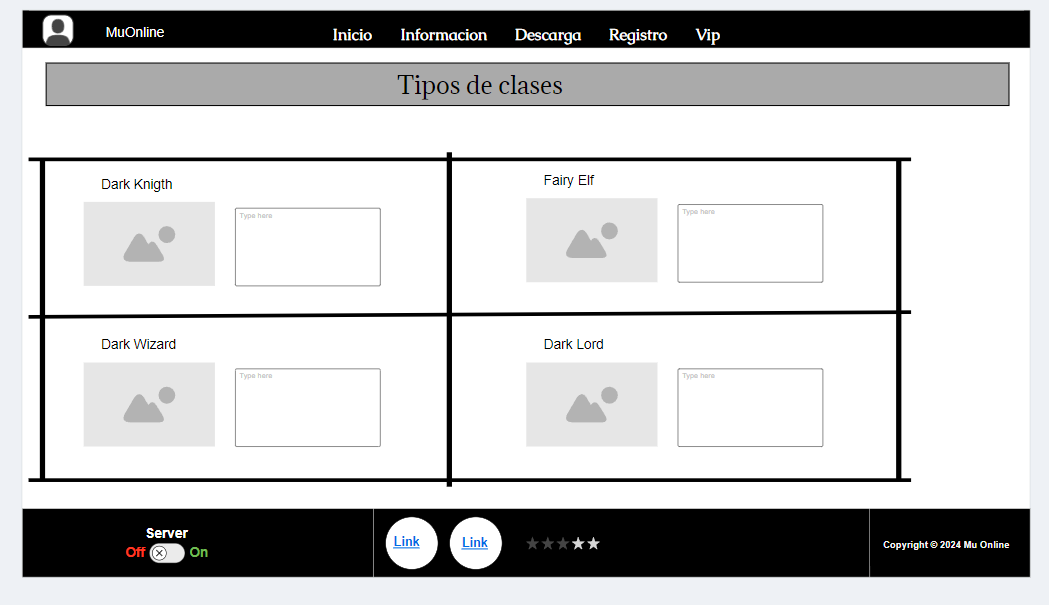 MuOnline
Inicio Informacion Descarga Registro Vip
Tipos de clases
Dark Knigth
Type here
Fairy Elf
Type here
Dark Wizard
Type here
Dark Lord
Type here
Server
Off On
Link
Link
Copyright © 2024 Mu Online